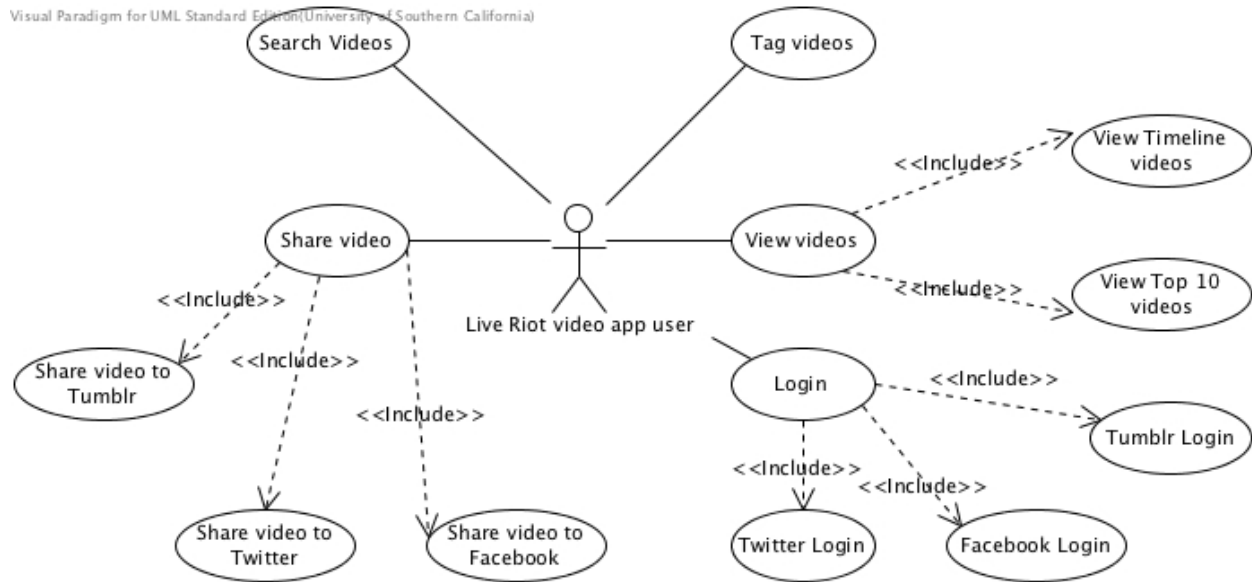 Visual Paradigm for UML Standard Edition(University of Southern California)
Search Videos
Tag videos
View Timeline
videos
<<Include>>
Share video
View videos
<<Include>>
View Top 10
videos
<<Include>>
Live Riot video app user
Share video to
Tumblr
<<Include>>
<<Include>>
Login
<<Include>>
Tumblr Login
<<Include>>
<<Include>>
<<Include>>
Share video to
Twitter
Share video to
Facebook
Twitter Login
Facebook Login